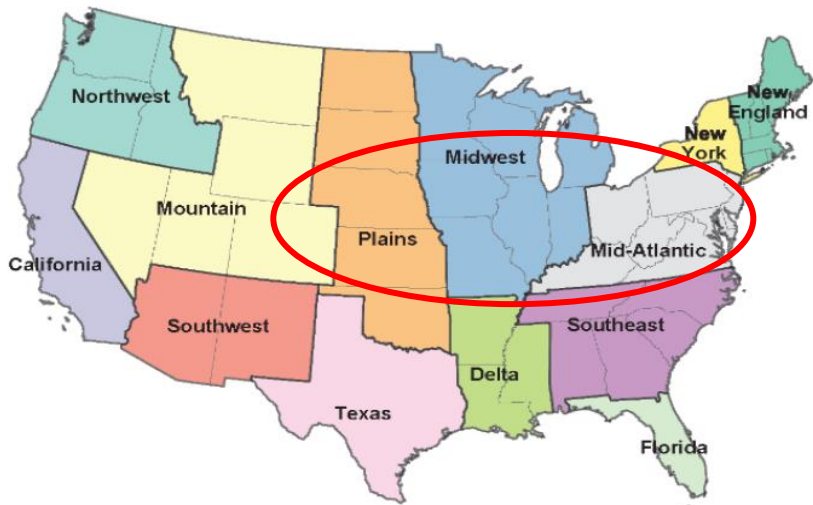 Northwest
New
England
New
York
Midwest
Mountain
Plains
Mid-Atlantic
California
Southwest
Southeast
Delta
Texas
Florida